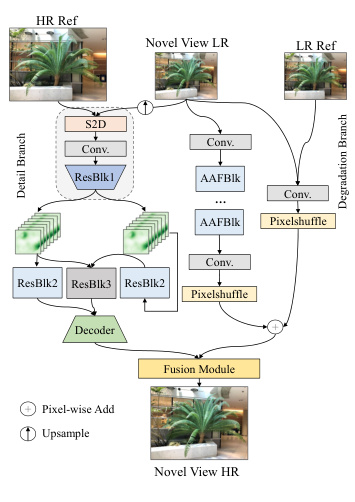 HR Ref
Novel View LR
LR Ref
Detail Branch
Degradation Branch
S2D
Conv.
ResBlk1
Conv.
AAFBlk
...
AAFBlk
Conv.
Pixelshuffle
Conv.
Pixelshuffle
ResBlk2
ResBlk3
ResBlk2
Decoder
Fusion Module
Pixel-wise Add
Upsample
Novel View HR